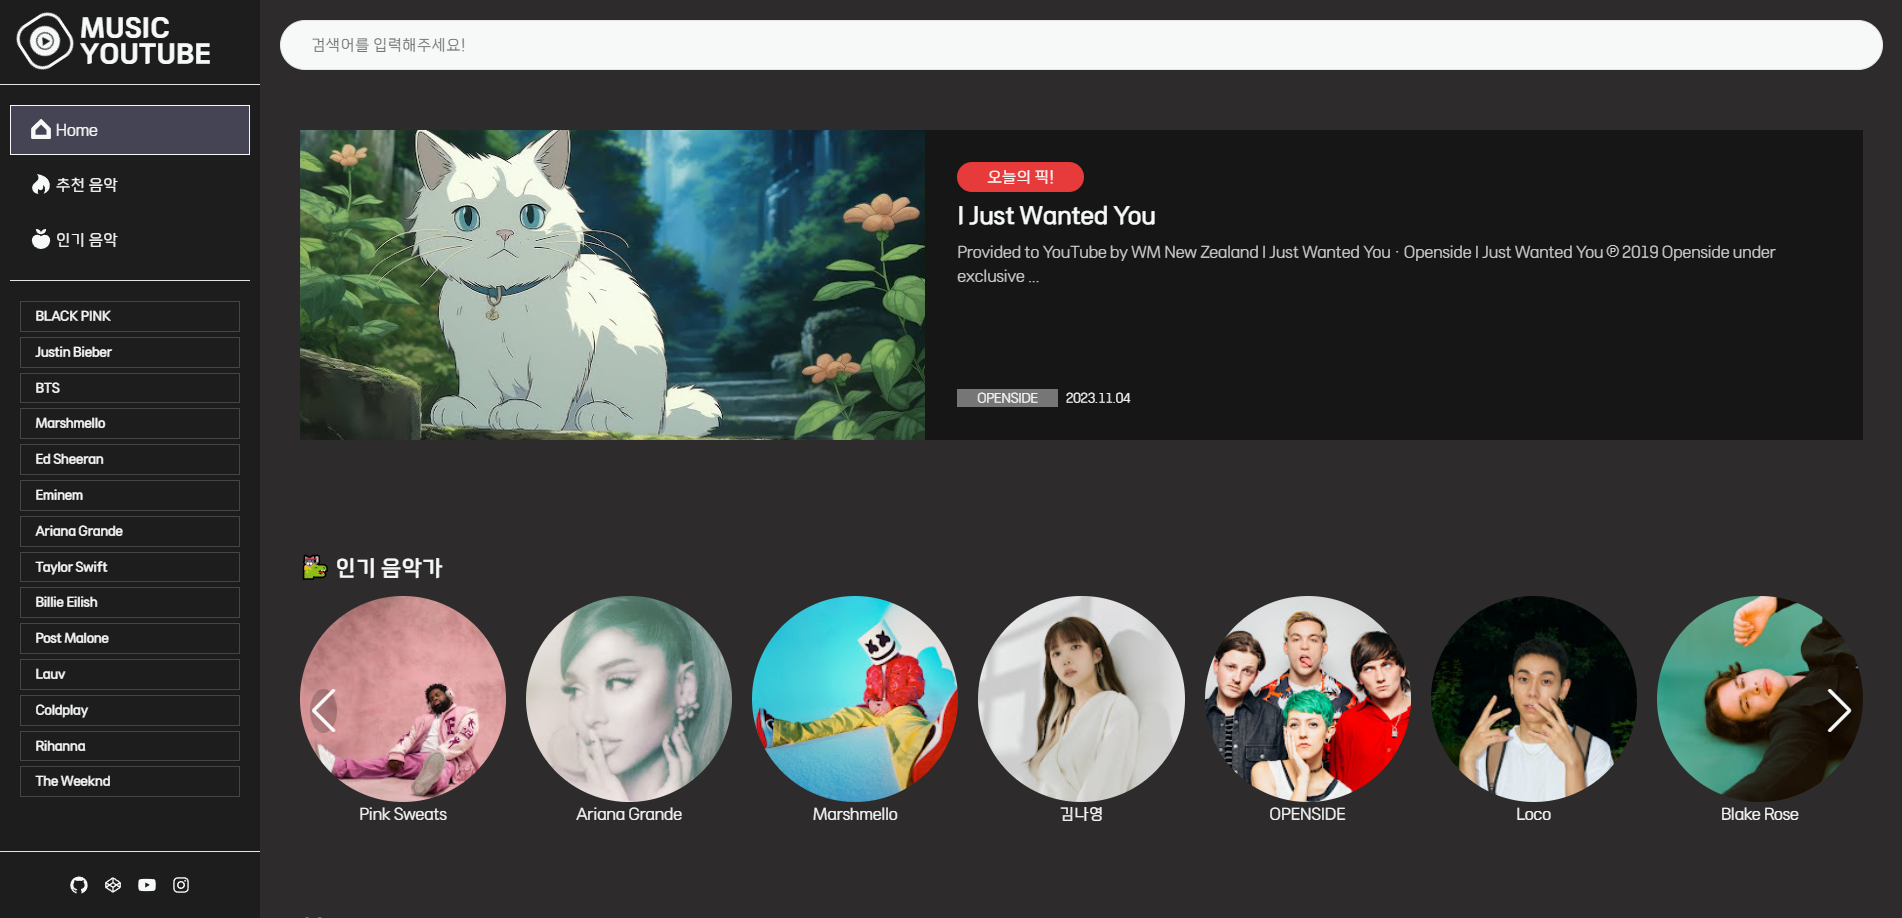 MUSIC
YOUTUBE
검색어를 입력해주세요!
Home
추천 음악
인기 음악
BLACK PINK
Justin Bieber
BTS
Marshmello
Ed Sheeran
Eminem
Ariana Grande
Taylor Swift
Billie Eilish
Post Malone
Lauv
Coldplay
Rihanna
The Weeknd
오늘의 픽!
I Just Wanted You
Provided to YouTube by WM New Zealand I Just Wanted You · Openside I Just Wanted You ℗ 2019 Openside under
exclusive ...
OPENSIDE 2023.11.04
인기 음악가
Pink Sweats
Ariana Grande
Marshmello
김나영
OPENSIDE
Loco
Blake Rose